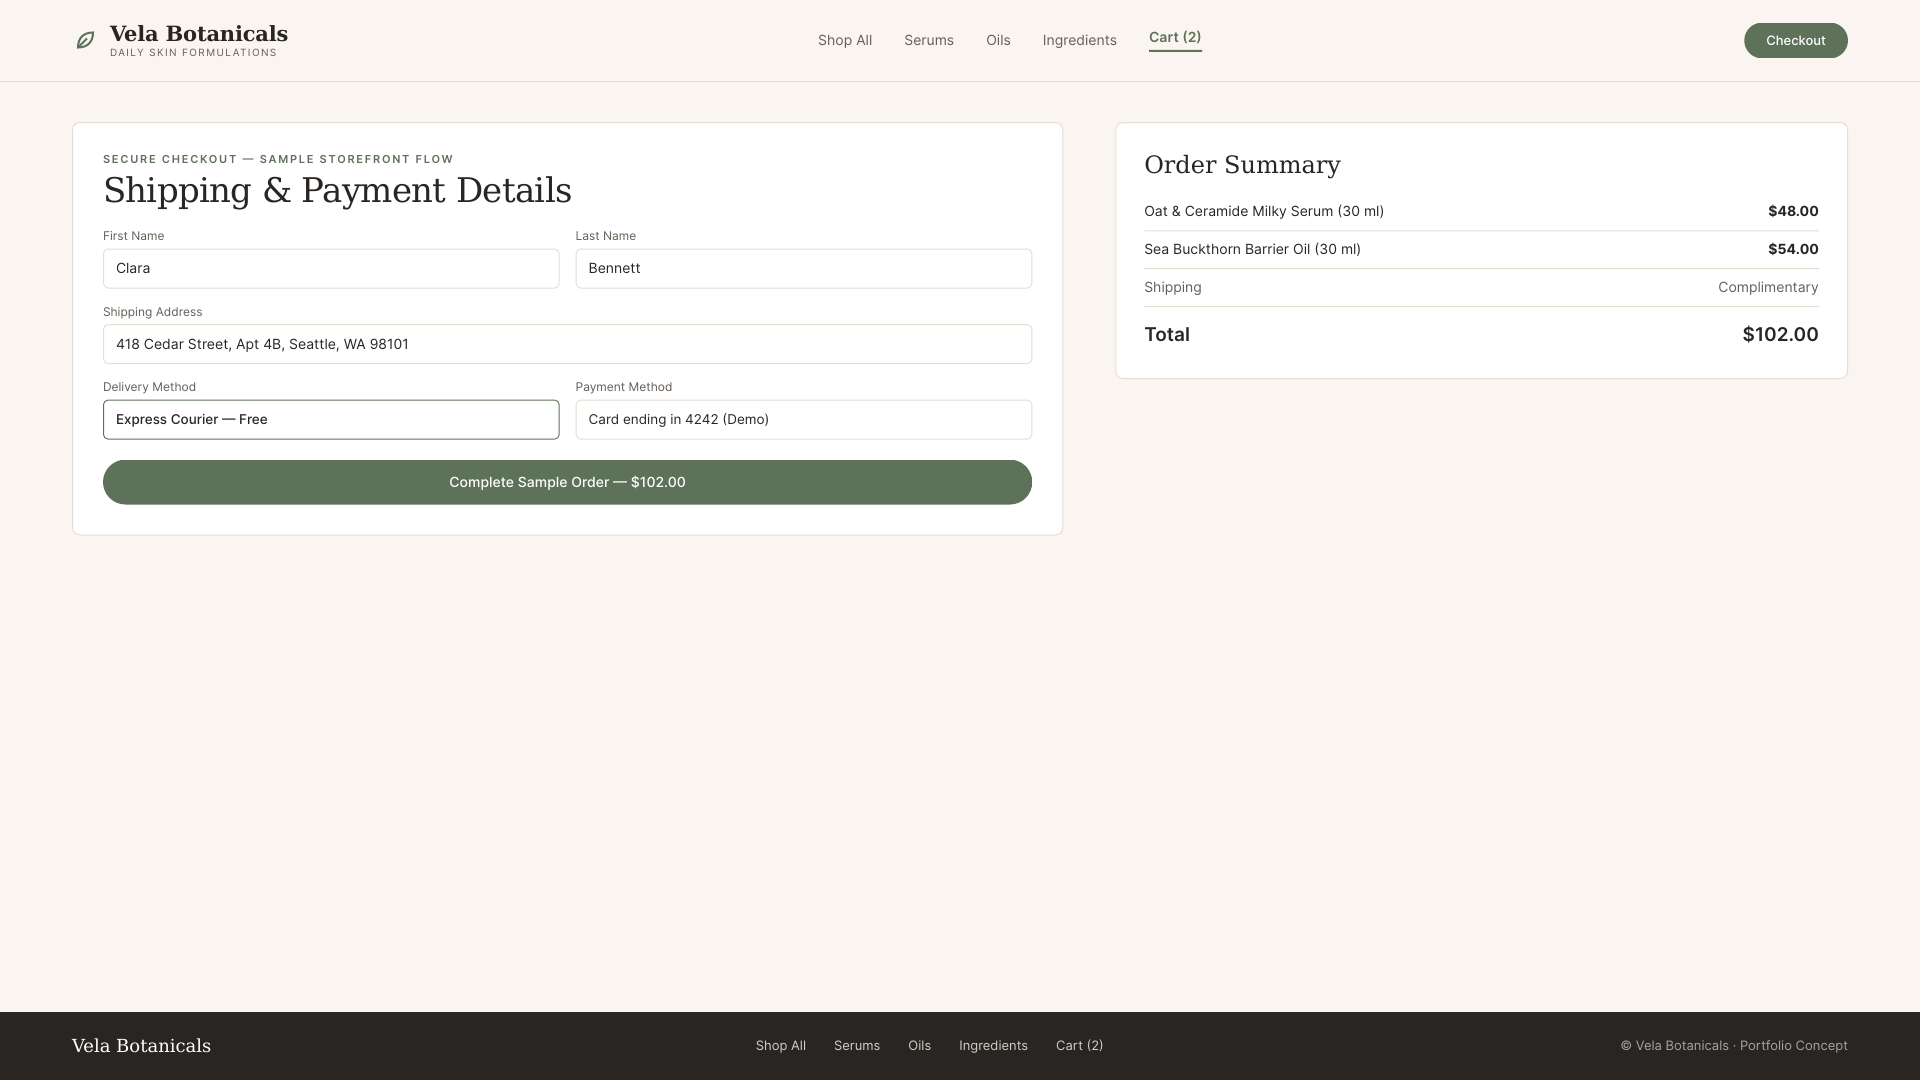 Vela Botanicals
DAILY SKIN FORMULATIONS
Shop All
Serums
Oils
Ingredients
Cart (2)
Checkout
SECURE CHECKOUT — SAMPLE STOREFRONT FLOW
Shipping & Payment Details
First Name
Last Name
Clara
Bennett
Shipping Address
418 Cedar Street, Apt 4B, Seattle, WA 98101
Delivery Method
Payment Method
Express Courier — Free
Card ending in 4242 (Demo)
Complete Sample Order — $102.00
Order Summary
Oat & Ceramide Milky Serum (30 ml) $48.00
Sea Buckthorn Barrier Oil (30 ml) $54.00
Shipping Complimentary
Total $102.00
Vela Botanicals
Shop All
Serums
Oils
Ingredients
Cart (2)
© Vela Botanicals · Portfolio Concept